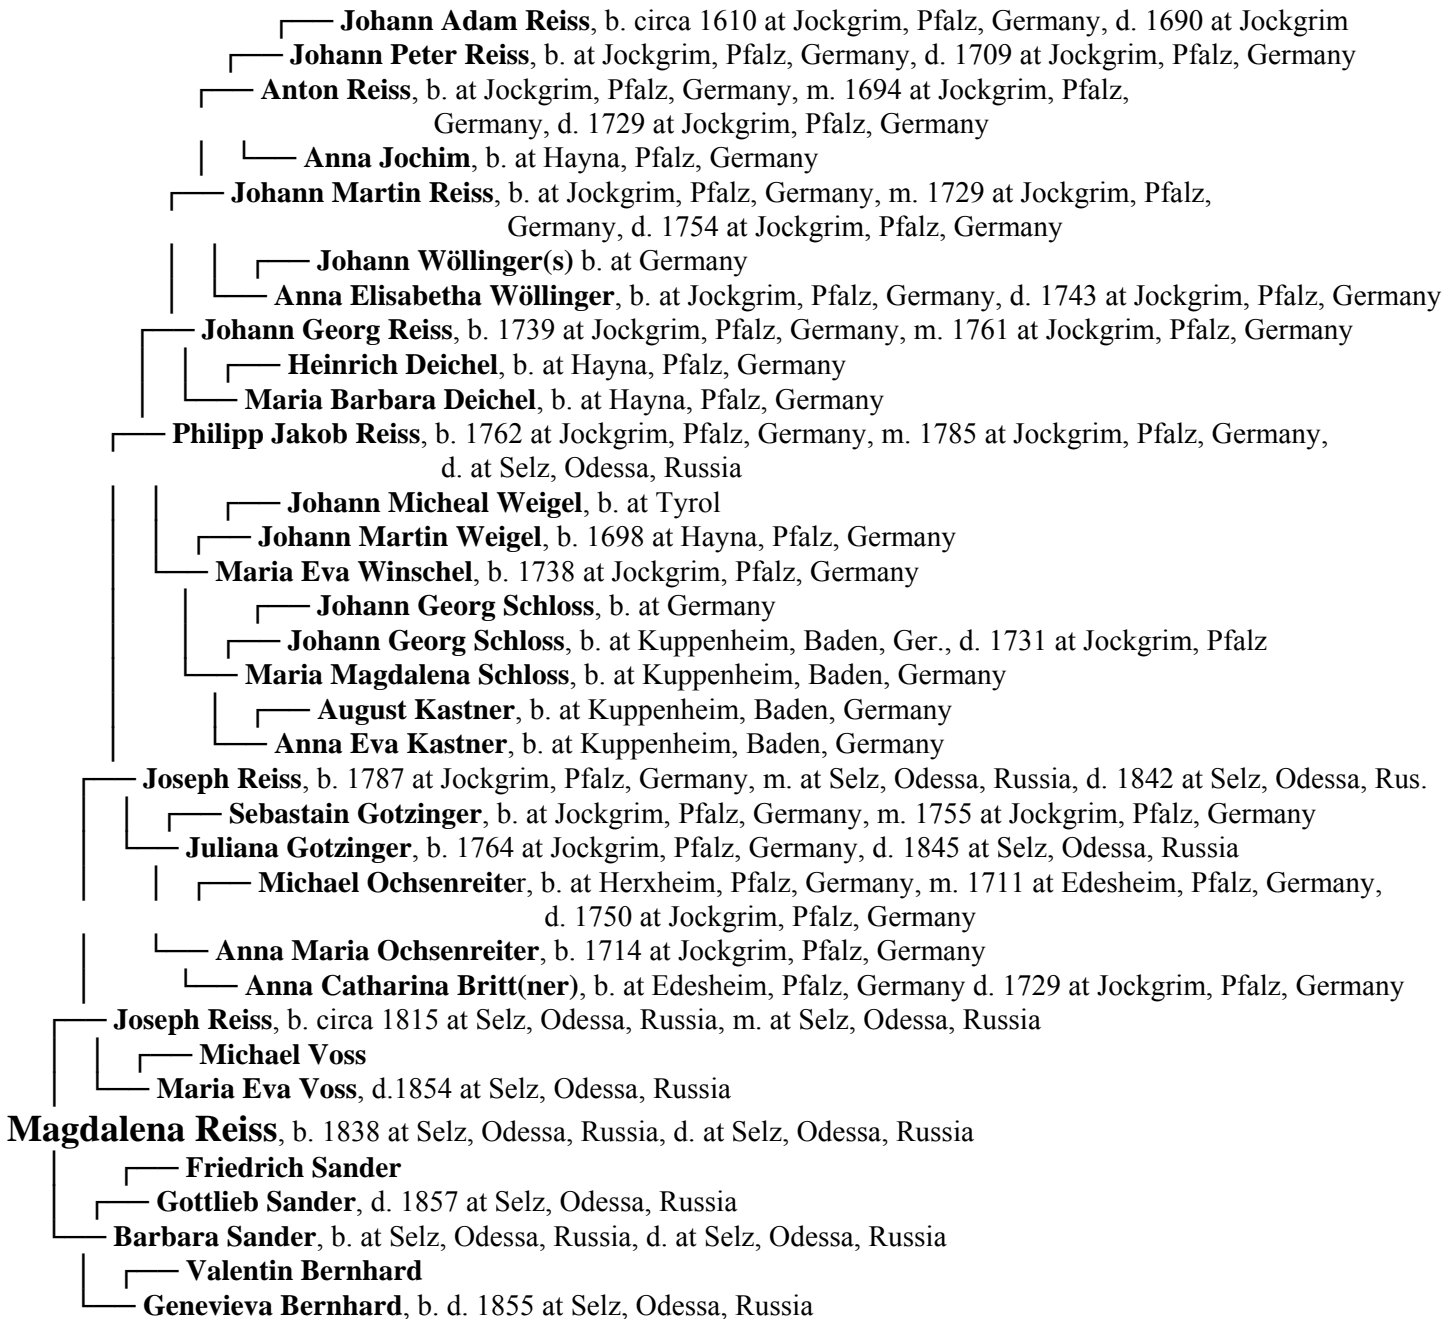 Johann Adam Reiss, b. circa 1610 at Jockgrim, Pfalz, Germany, d. 1690 at Jockgrim
Johann Peter Reiss, b. at Jockgrim, Pfalz, Germany, d. 1709 at Jockgrim, Pfalz, Germany
Anton Reiss, b. at Jockgrim, Pfalz, Germany, m. 1694 at Jockgrim, Pfalz,
Germany, d. 1729 at Jockgrim, Pfalz, Germany
Anna Jochim, b. at Hayna, Pfalz, Germany
Johann Martin Reiss, b. at Jockgrim, Pfalz, Germany, m. 1729 at Jockgrim, Pfalz,
Germany, d. 1754 at Jockgrim, Pfalz, Germany
Johann Wöllinger(s) b. at Germany
Anna Elisabetha Wöllinger, b. at Jockgrim, Pfalz, Germany, d. 1743 at Jockgrim, Pfalz, Germany
Johann Georg Reiss, b. 1739 at Jockgrim, Pfalz, Germany, m. 1761 at Jockgrim, Pfalz, Germany
Heinrich Deichel, b. at Hayna, Pfalz, Germany
Maria Barbara Deichel, b. at Hayna, Pfalz, Germany
Philipp Jakob Reiss, b. 1762 at Jockgrim, Pfalz, Germany, m. 1785 at Jockgrim, Pfalz, Germany,
d. at Selz, Odessa, Russia
Johann Micheal Weigel, b. at Tyrol
Johann Martin Weigel, b. 1698 at Hayna, Pfalz, Germany
Maria Eva Winschel, b. 1738 at Jockgrim, Pfalz, Germany
Johann Georg Schloss, b. at Germany
Johann Georg Schloss, b. at Kuppenheim, Baden, Ger., d. 1731 at Jockgrim, Pfalz
Maria Magdalena Schloss, b. at Kuppenheim, Baden, Germany
August Kastner, b. at Kuppenheim, Baden, Germany
Anna Eva Kastner, b. at Kuppenheim, Baden, Germany
Joseph Reiss, b. 1787 at Jockgrim, Pfalz, Germany, m. at Selz, Odessa, Russia, d. 1842 at Selz, Odessa, Rus.
Sebastain Gotzinger, b. at Jockgrim, Pfalz, Germany, m. 1755 at Jockgrim, Pfalz, Germany
Juliana Gotzinger, b. 1764 at Jockgrim, Pfalz, Germany, d. 1845 at Selz, Odessa, Russia
Michael Ochsenreiter, b. at Herxheim, Pfalz, Germany, m. 1711 at Edesheim, Pfalz, Germany,
d. 1750 at Jockgrim, Pfalz, Germany
Anna Maria Ochsenreiter, b. 1714 at Jockgrim, Pfalz, Germany
Anna Catharina Britt(ner), b. at Edesheim, Pfalz, Germany d. 1729 at Jockgrim, Pfalz, Germany
Joseph Reiss, b. circa 1815 at Selz, Odessa, Russia, m. at Selz, Odessa, Russia
Michael Voss
Maria Eva Voss, d.1854 at Selz, Odessa, Russia
Magdalena Reiss, b. 1838 at Selz, Odessa, Russia, d. at Selz, Odessa, Russia
Friedrich Sander
Gottlieb Sander, d. 1857 at Selz, Odessa, Russia
Barbara Sander, b. at Selz, Odessa, Russia, d. at Selz, Odessa, Russia
Valentin Bernhard
Genevieva Bernhard, b. d. 1855 at Selz, Odessa, Russia